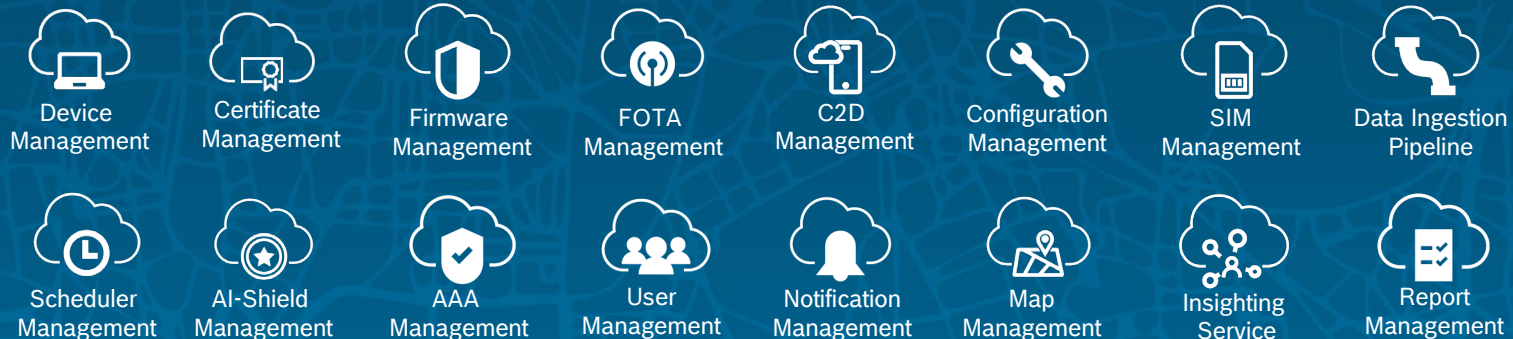 Device
Management
Certificate
Management
Firmware
Management
FOTA
Management
C2D
Management
Configuration
Management
SIM
Management
Data Ingestion
Pipeline
Scheduler
Management
AI-Shield
Management
AAA
Management
User
Management
Notification
Management
Map
Management
Insighting
Service
Report
Management